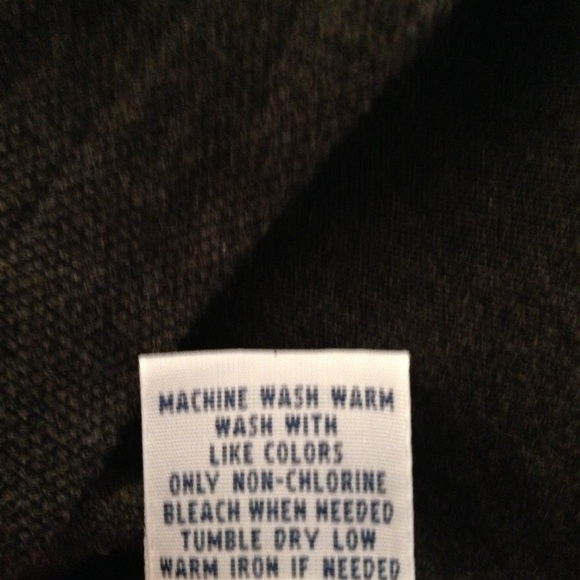 MACHINE WASH WARM
WASH WITH
LIKE COLORS
ONLY NON-CHLORINE
BLEACH WHEN NEEDED
TUMBLE DRY LOW
WARM IRON IF NEEDED